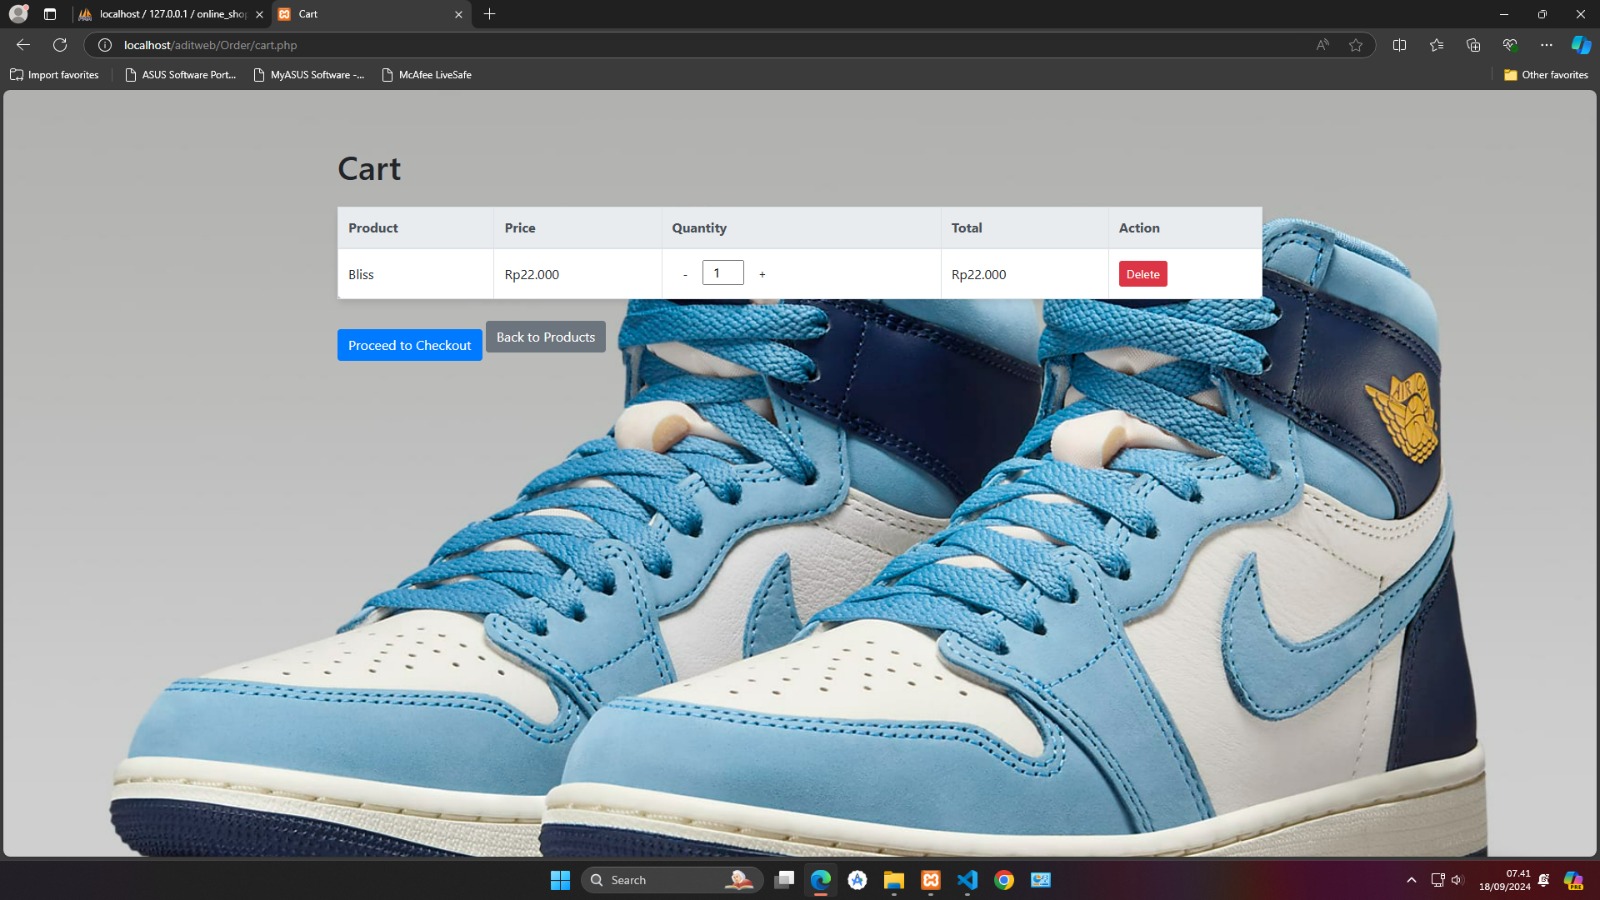 localhost / 127.0.0.1 / online_sho
Cart
localhost/aditweb/Order/cart.php
Import favorites
ASUS Software Port...
MyASUS Software -...
McAfee LiveSafe
Other favorites
Cart
Product Price Quantity Total Action
Bliss Rp22.000 - 1 + Rp22.000 Delete
Proceed to Checkout
Back to Products
Search
07.41
18/09/2024